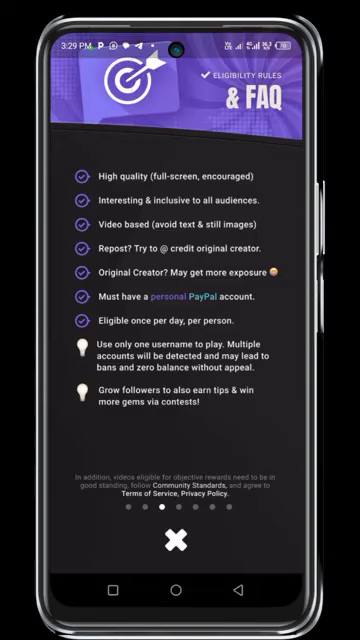 3:29 PM
ELIGIBILITY RULES
& FAQ
High quality (full-screen, encouraged)
Interesting & inclusive to all audiences.
Video based (avoid text & still images)
Repost? Try to @ credit original creator.
Original Creator? May get more exposure
Must have a personal PayPal account.
Eligible once per day, per person.
Use only one username to play. Multiple
accounts will be detected and may lead to
bans and zero balance without appeal.
Grow followers to also earn tips & win
more gems via contests!
In addition, videos eligible for objective rewards need to be in
good standing, follow Community Standards, and agree to
Terms of Service, Privacy Policy.